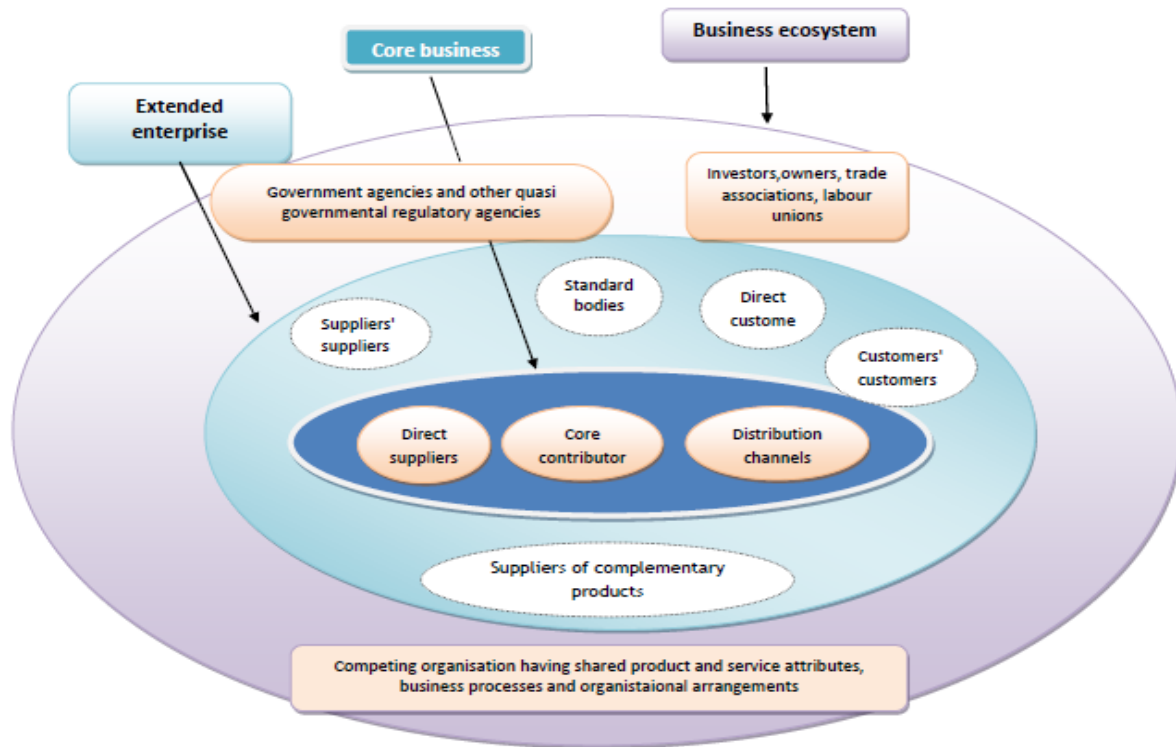 Business ecosystem
Core business
Extended
enterprise
Government agencies and other quasi
governmental regulatory agencies
Investors,owners, trade
associations, labour
unions
Standard
bodies
Direct
custome
Suppliers'
suppliers
Customers'
customers
Direct
suppliers
Core
contributor
Distribution
channels
Suppliers of complementary
products
Competing organisation having shared product and service attributes,
business processes and organistaional arrangements